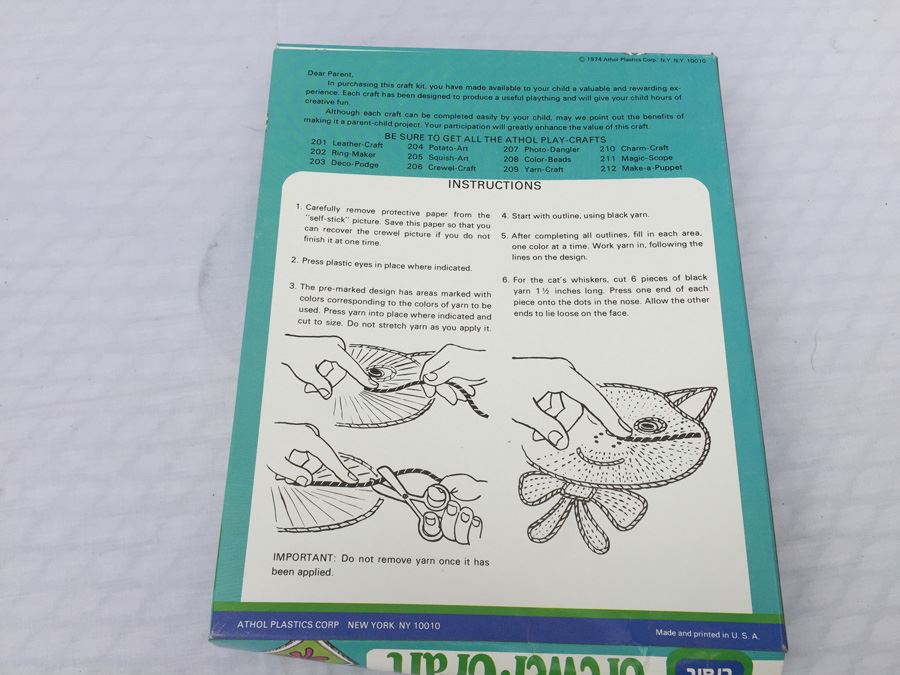 © 1974 Athol Plastics Corp. N.Y. N.Y. 10010
Dear Parent,
In purchasing this craft kit, you have made available to your child a valuable and rewarding ex-
perience. Each craft has been designed to produce a useful plaything and will give your child hours of
creative fun.
Although each craft can be completed easily by your child, may we point out the benefits of
making it a parent-child project. Your participation will greatly enhance the value of this craft.
BE SURE TO GET ALL THE ATHOL PLAY-CRAFTS
201 Leather-Craft 204 Potato-Art 207 Photo-Dangler 210 Charm-Craft
202 Ring-Maker 205 Squish-Art 208 Color-Beads 211 Magic-Scope
203 Deco-Podge 206 Crewel-Craft 209 Yarn-Craft 212 Make-a-Puppet
INSTRUCTIONS
1. Carefully remove protective paper from the
"self-stick" picture. Save this paper so that you
can recover the crewel picture if you do not
finish it at one time.
2. Press plastic eyes in place where indicated.
3. The pre-marked design has areas marked with
colors corresponding to the colors of yarn to be
used. Press yarn into place where indicated and
cut to size. Do not stretch yarn as you apply it.
4. Start with outline, using black yarn.
5. After completing all outlines, fill in each area,
one color at a time. Work yarn in, following the
lines on the design.
6. For the cat's whiskers, cut 6 pieces of black
yarn 1 ½ inches long. Press one end of each
piece onto the dots in the nose. Allow the other
ends to lie loose on the face.
IMPORTANT: Do not remove yarn once it has
been applied.
ATHOL PLASTICS CORP NEW YORK NY 10010
Made and printed in U. S. A.